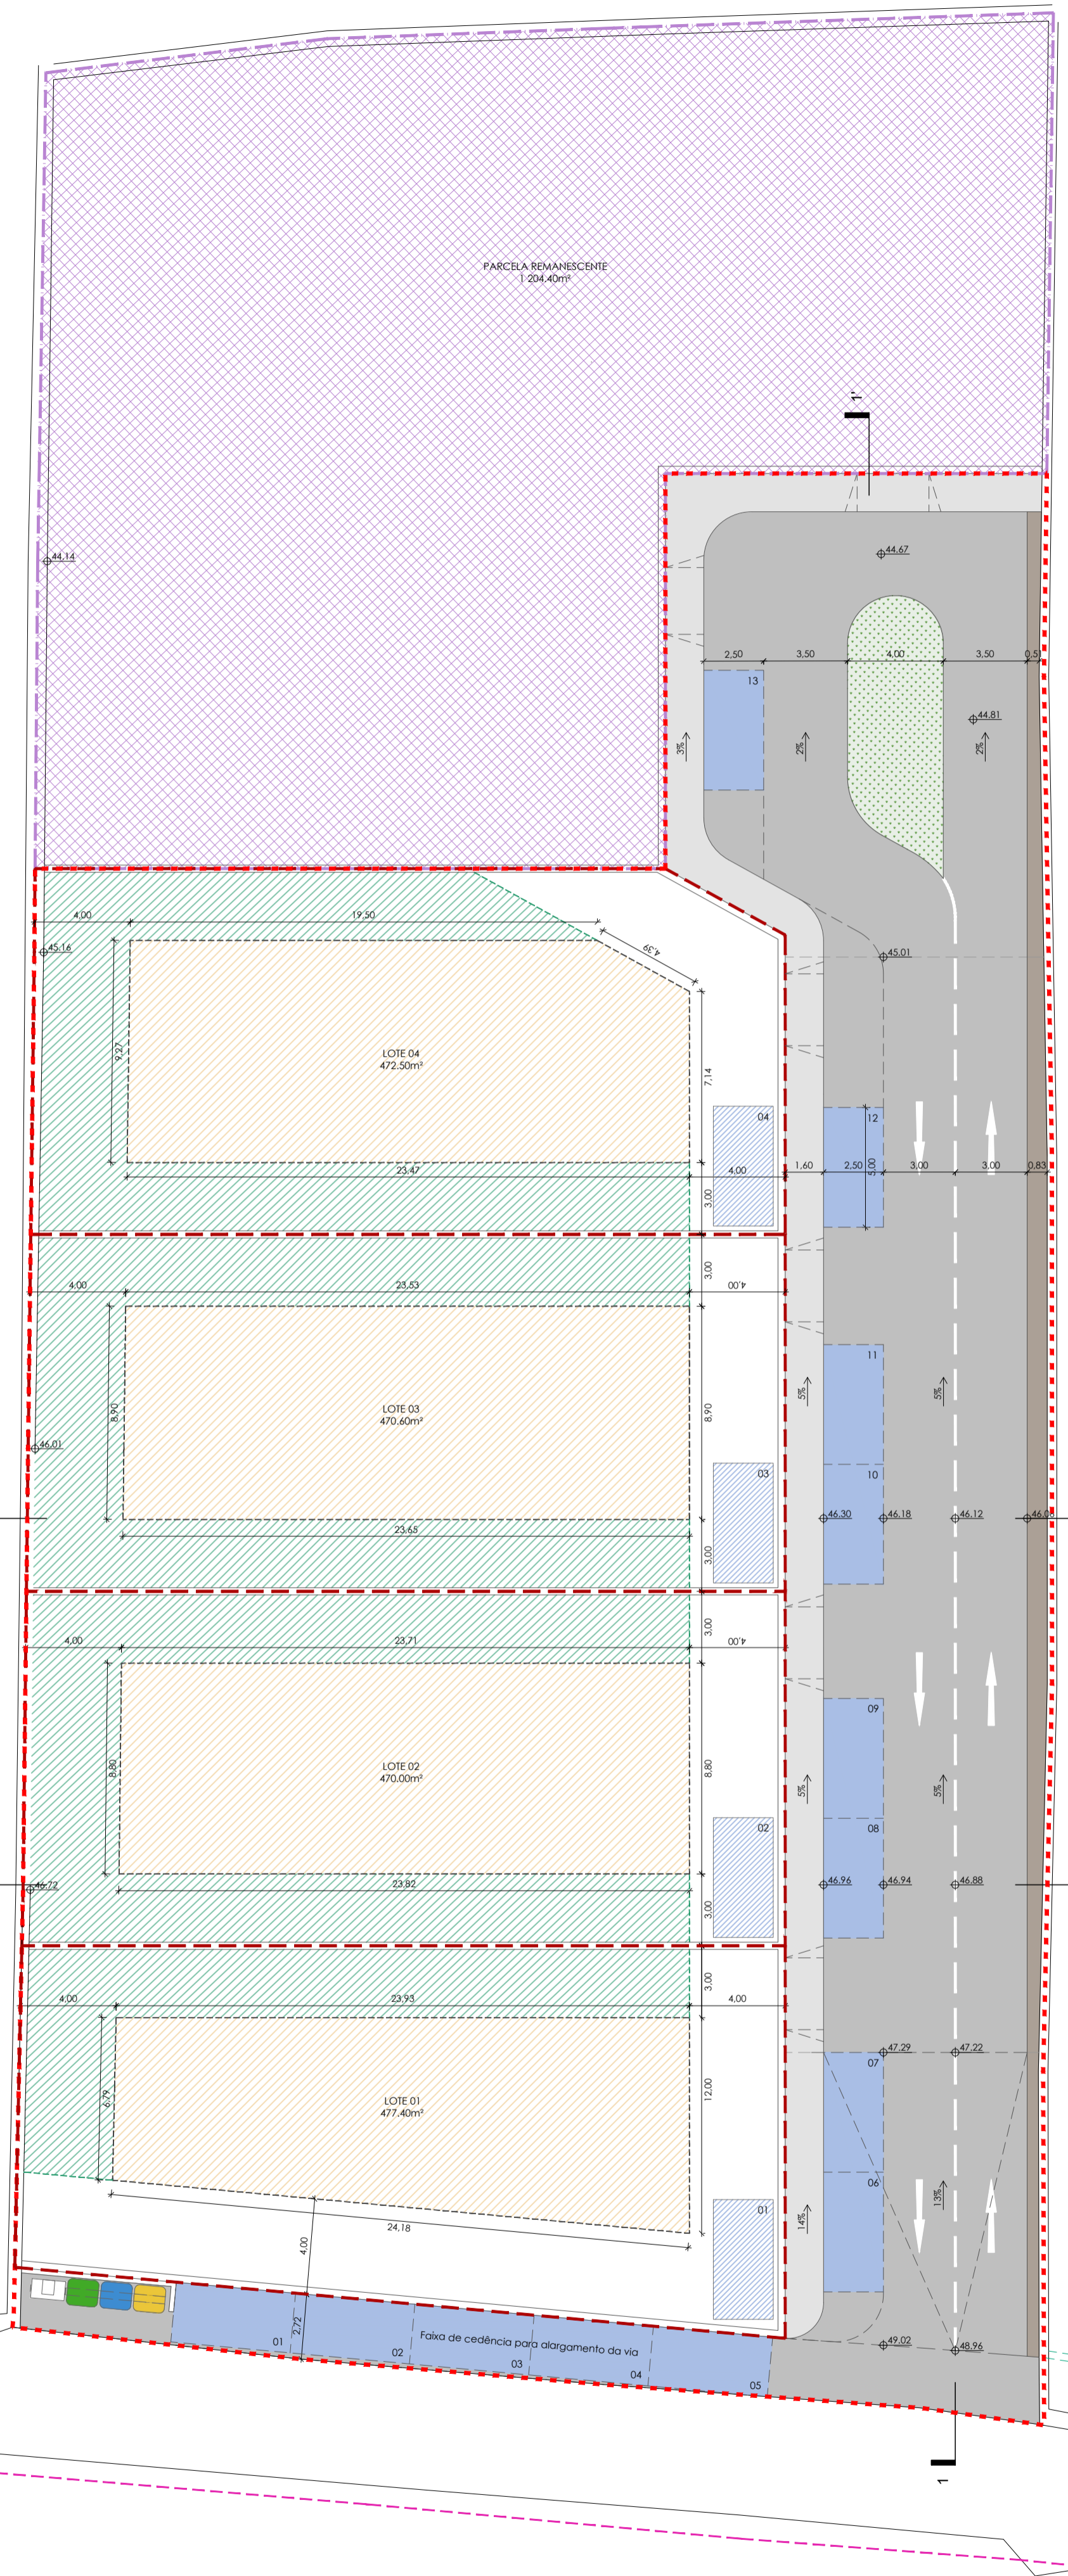 PARCELA REMANESCENTE
1 204.40m²
1'
44.14
44.67
2,50 3,50 4,00 3,50 0,51
13
44.81
3% 2% 2%
4,00 19,50
4,39
45.16
45.01
9,27
LOTE 04
472.50m²
7,14
04
12
23,47 4,00 1,60 2,50 3,00 3,00 0,83
5,00
3,00
3,00
4,00 23,53 4,00
11
8,90
LOTE 03
470.60m²
8,90
5% 5%
46.01
03
10
46.30 46.18 46.12
23,65
3,00
3,00
4,00 23,71 4,00
09
8,80
LOTE 02
470.00m²
8,80
5% 5%
02
08
46.72
23,82
46.96 46.94 46.88
3,00
3,00
4,00 23,93 4,00
47.29 47.22
07
6,79
LOTE 01
477.40m²
12,00
06
01
14% 13%
24,18
4,00
2,72
Faixa de cedência para alargamento da via
01
02
03
04
05
49.02 48.96
1